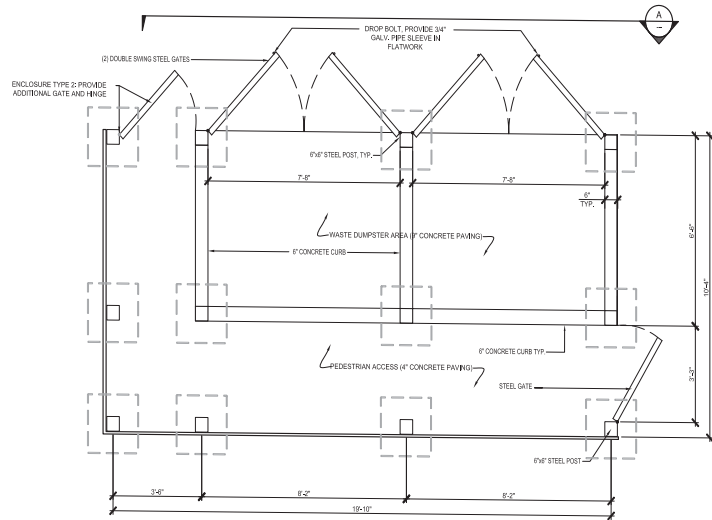 A
--
DROP BOLT, PROVIDE 3/4"
GALV. PIPE SLEEVE IN
FLATWORK
(2) DOUBLE SWING STEEL GATES
ENCLOSURE TYPE 2: PROVIDE
ADDITIONAL GATE AND HINGE
6"x6" STEEL POST, TYP.
7'-8"
7'-8"
6"
TYP.
WASTE DUMPSTER AREA (9" CONCRETE PAVING)
6" CONCRETE CURB
6'-6"
10'-4"
6" CONCRETE CURB TYP.
PEDESTRIAN ACCESS (4" CONCRETE PAVING)
STEEL GATE
3'-3"
6"x6" STEEL POST
3'-6"
8'-2"
8'-2"
19'-10"